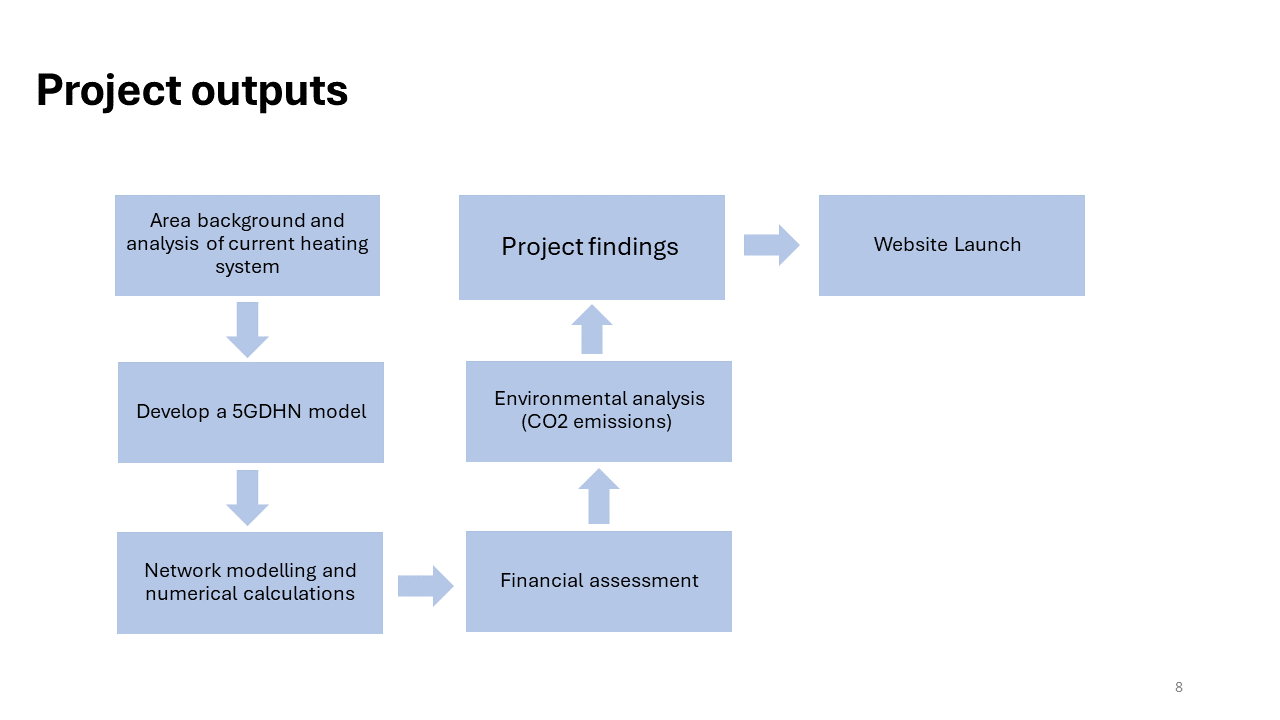 Project outputs
Area background and
analysis of current heating
system
Develop a 5GDHN model
Network modelling and
numerical calculations
Financial assessment
Environmental analysis
(CO2 emissions)
Project findings
Website Launch
8